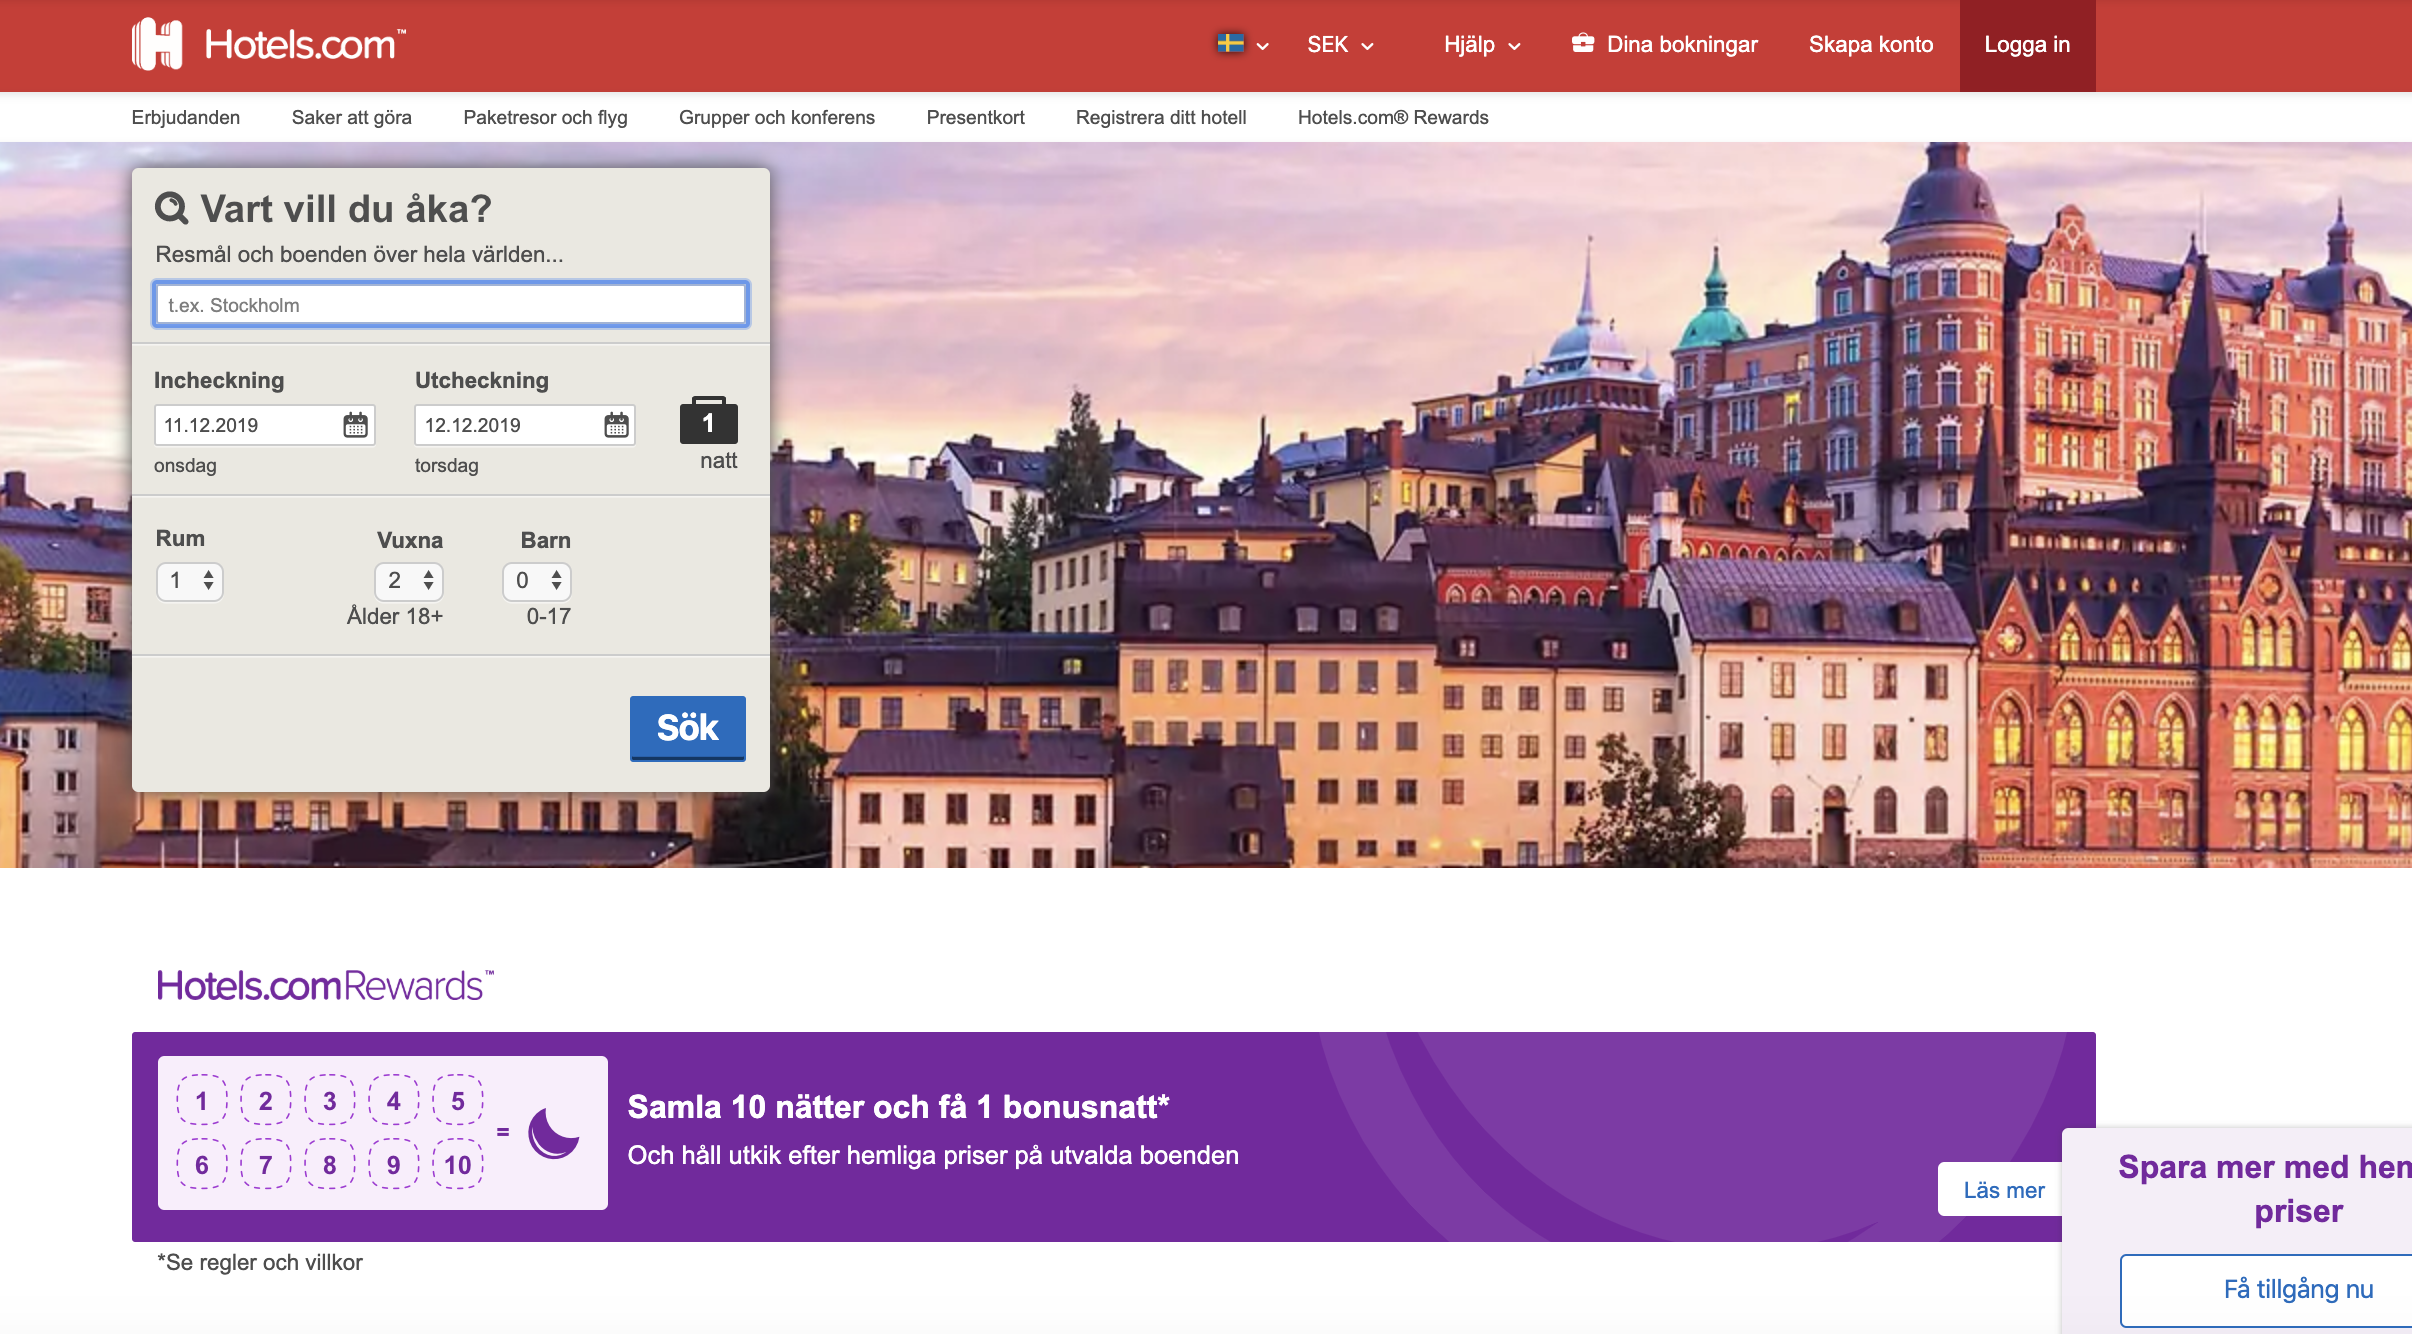 Hotels.com™
SEK
Hjälp
Dina bokningar
Skapa konto
Logga in
Erbjudanden
Saker att göra
Paketresor och flyg
Grupper och konferens
Presentkort
Registrera ditt hotell
Hotels.com® Rewards
Vart vill du åka?
Resmål och boenden över hela världen...
t.ex. Stockholm
Incheckning
Utcheckning
11.12.2019
12.12.2019
1
onsdag
torsdag
natt
Rum
Vuxna
Barn
1
2
0
Ålder 18+
0-17
Sök
Hotels.comRewards™
1 2 3 4 5
=
6 7 8 9 10
Samla 10 nätter och få 1 bonusnatt*
Och håll utkik efter hemliga priser på utvalda boenden
Läs mer
*Se regler och villkor
Spara mer med hem
priser
Få tillgång nu